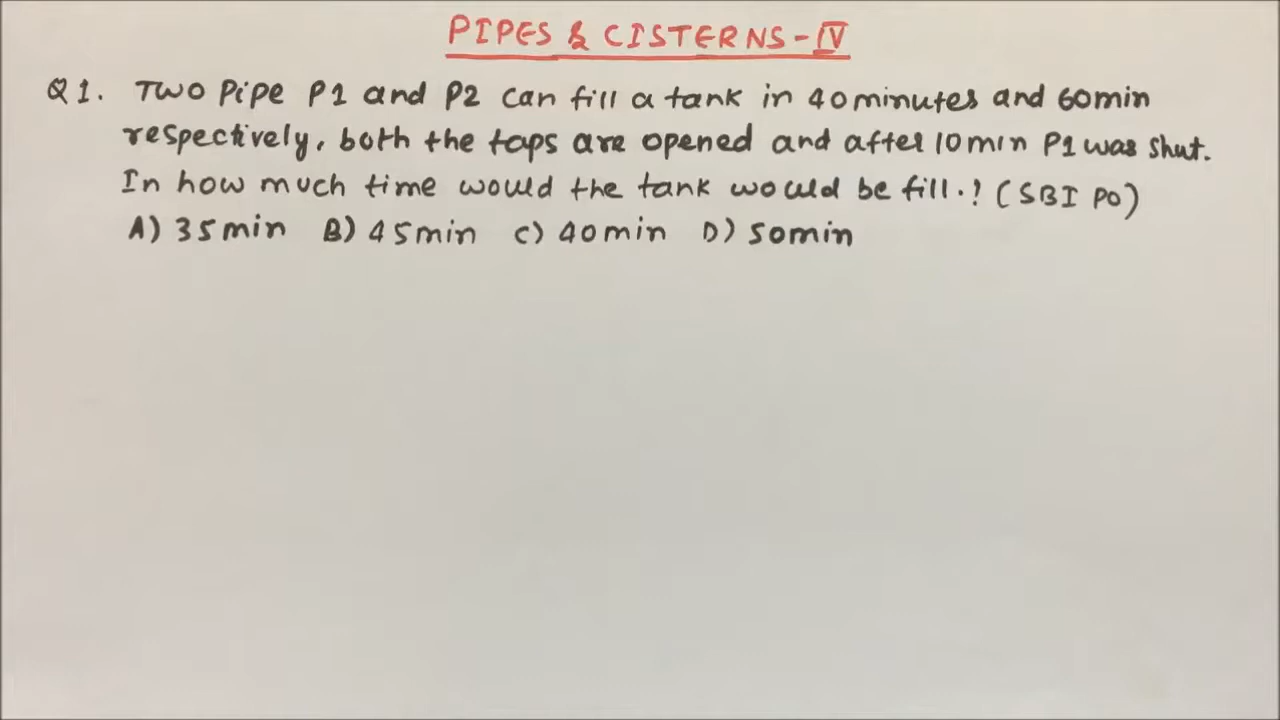 PIPES & CISTERNS - IV
Q1. Two Pipe P1 and P2 can fill a tank in 40minutes and 60min
respectively, both the taps are opened and after 10min P1 was shut.
In how much time would the tank would be fill.? (SBI PO)
A) 35min B) 45min C) 40min D) 50min